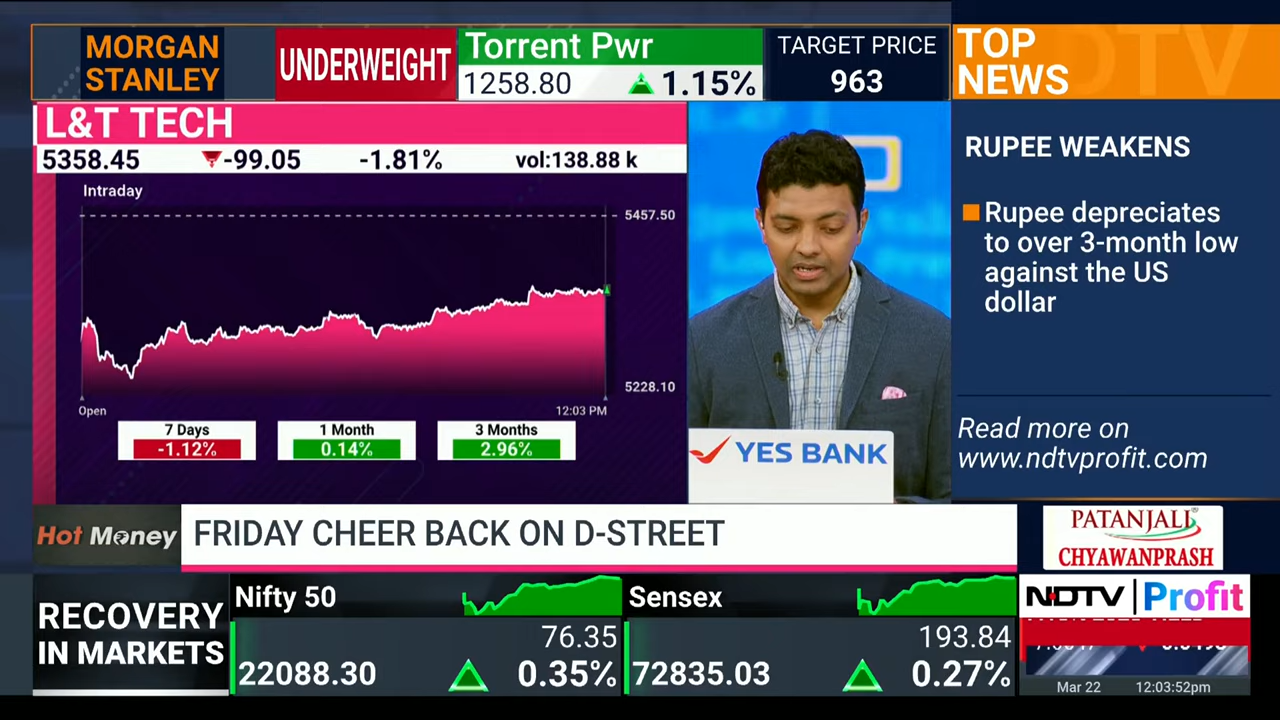 MORGAN
STANLEY
UNDERWEIGHT
Torrent Pwr
1258.80
1.15%
TARGET PRICE
963
TOP
NEWS
L&T TECH
5358.45
-99.05
-1.81%
vol:138.88 k
Intraday
5457.50
5228.10
Open
12:03 PM
7 Days
-1.12%
1 Month
0.14%
3 Months
2.96%
YES BANK
RUPEE WEAKENS
Rupee depreciates
to over 3-month low
against the US
dollar
Read more on
www.ndtvprofit.com
Hot Money
FRIDAY CHEER BACK ON D-STREET
PATANJALI
CHYAWANPRASH
RECOVERY
IN MARKETS
Nifty 50
76.35
22088.30
0.35%
Sensex
193.84
72835.03
0.27%
NDTV Profit
Mar 22
12:03:52pm